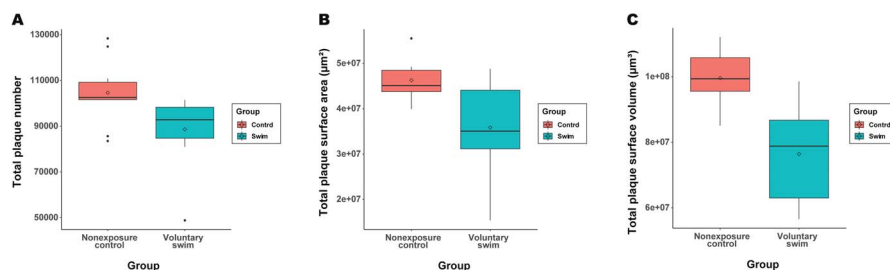 A
Total plaque number
130000
110000
90000
70000
50000
Nonexposure
control
Voluntary
swim
Group
Group
Contrd
Swim
B
Total plaque surface area (μm²)
5e+07
4e+07
3e+07
2e+07
Nonexposure
control
Voluntary
swim
Group
Group
Contrd
Swim
C
Total plaque surface volume (μm³)
1e+08
8e+07
6e+07
Nonexposure
control
Voluntary
swim
Group
Group
Contrd
Swim